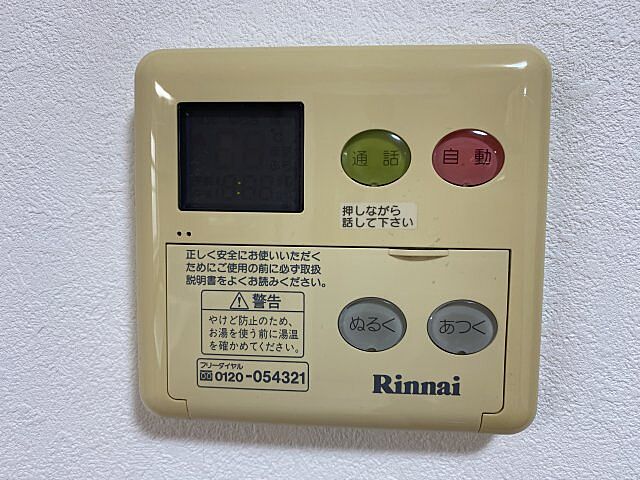 通話 自動
押しながら
話して下さい
正しく安全にお使いいただく
ためにご使用の前に必ず取扱
説明書をよくお読みください。
警告
やけど防止のため、
お湯を使う前に湯温
を確かめてください。
ぬるく あつく
フリーダイヤル
0120-054321
Rinnai